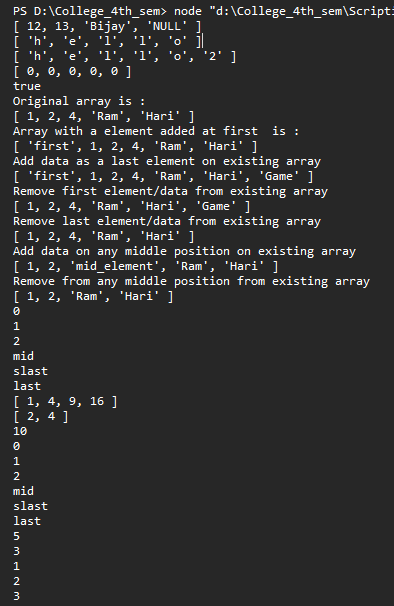 PS D:\College_4th_sem> node "d:\College_4th_sem\Scripti
[ 12, 13, 'Bijay', 'NULL' ]
[ 'h', 'e', 'l', 'l', 'o' ]
[ 'h', 'e', 'l', 'l', 'o', '2' ]
[ 0, 0, 0, 0, 0 ]
true
Original array is :
[ 1, 2, 4, 'Ram', 'Hari' ]
Array with a element added at first  is :
[ 'first', 1, 2, 4, 'Ram', 'Hari' ]
Add data as a last element on existing array
[ 'first', 1, 2, 4, 'Ram', 'Hari', 'Game' ]
Remove first element/data from existing array
[ 1, 2, 4, 'Ram', 'Hari', 'Game' ]
Remove last element/data from existing array
[ 1, 2, 4, 'Ram', 'Hari' ]
Add data on any middle position on existing array
[ 1, 2, 'mid_element', 'Ram', 'Hari' ]
Remove from any middle position from existing array
[ 1, 2, 'Ram', 'Hari' ]
0
1
2
mid
slast
last
[ 1, 4, 9, 16 ]
[ 2, 4 ]
10
0
1
2
mid
slast
last
5
3
1
2
3